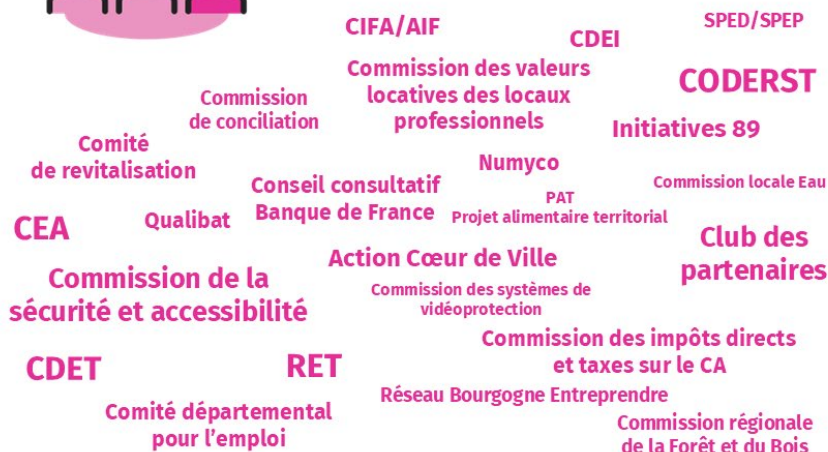 CIFA/AIF
CDEI
SPED/SPEP
Commission des valeurs
locatives des locaux
professionnels
CODERST
Commission
de conciliation
Initiatives 89
Comité
de revitalisation
Numyco
Conseil consultatif
Banque de France
Commission locale Eau
PAT
Projet alimentaire territorial
CEA
Qualibat
Club des
partenaires
Action Cœur de Ville
Commission de la
sécurité et accessibilité
Commission des systèmes de
vidéoprotection
Commission des impôts directs
et taxes sur le CA
CDET
RET
Réseau Bourgogne Entreprendre
Comité départemental
pour l’emploi
Commission régionale
de la Forêt et du Bois